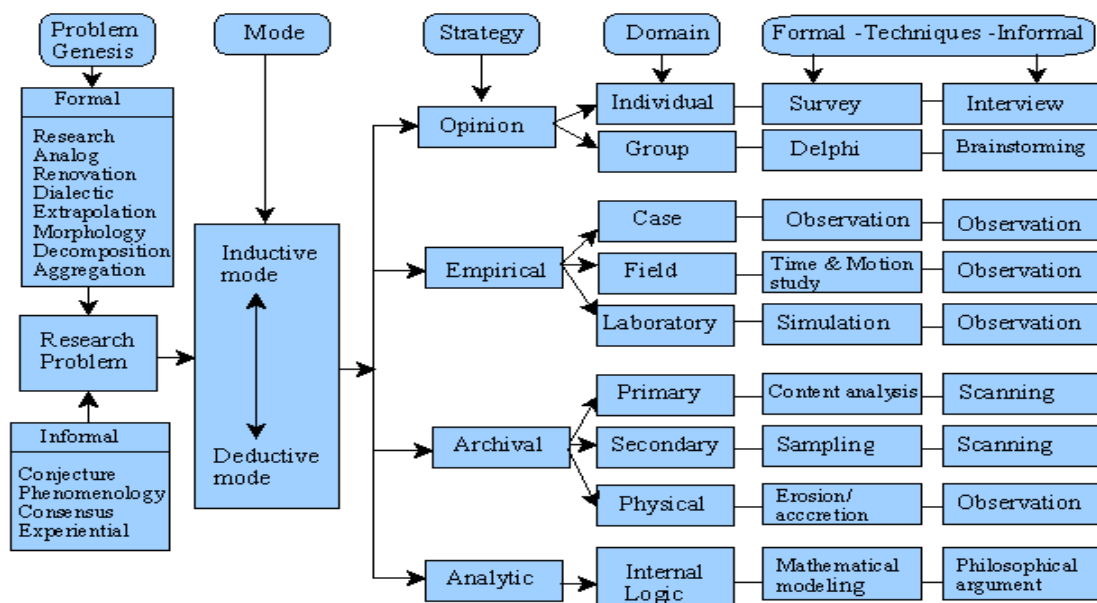 Problem
Genesis
Mode
Strategy
Domain
Formal -Techniques -Informal
Formal
Research
Analog
Renovation
Dialectic
Extrapolation
Morphology
Decomposition
Aggregation
Research
Problem
Informal
Conjecture
Phenomenology
Consensus
Experiential
Inductive
mode
Deductive
mode
Opinion
Individual
Survey
Interview
Group
Delphi
Brainstorming
Empirical
Case
Observation
Observation
Field
Time & Motion
study
Observation
Laboratory
Simulation
Observation
Archival
Primary
Content analysis
Scanning
Secondary
Sampling
Scanning
Physical
Erosion/
acccretion
Observation
Analytic
Internal
Logic
Mathematical
modeling
Philosophical
argument